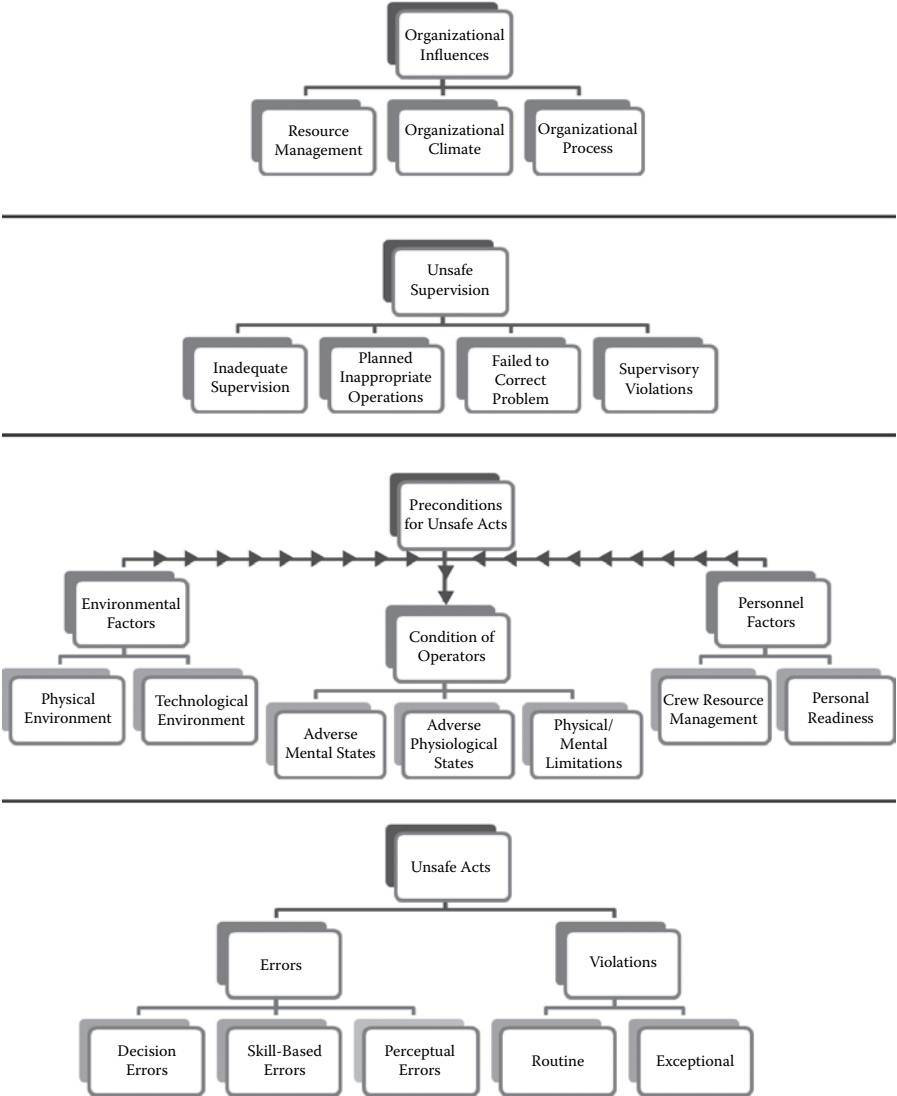 Organizational
Influences
Resource
Management
Organizational
Climate
Organizational
Process
Unsafe
Supervision
Inadequate
Supervision
Planned
Inappropriate
Operations
Failed to
Correct
Problem
Supervisory
Violations
Preconditions
for Unsafe Acts
Environmental
Factors
Condition of
Operators
Personnel
Factors
Physical
Environment
Technological
Environment
Adverse
Mental States
Adverse
Physiological
States
Physical/
Mental
Limitations
Crew Resource
Management
Personal
Readiness
Unsafe Acts
Errors
Violations
Decision
Errors
Skill-Based
Errors
Perceptual
Errors
Routine
Exceptional